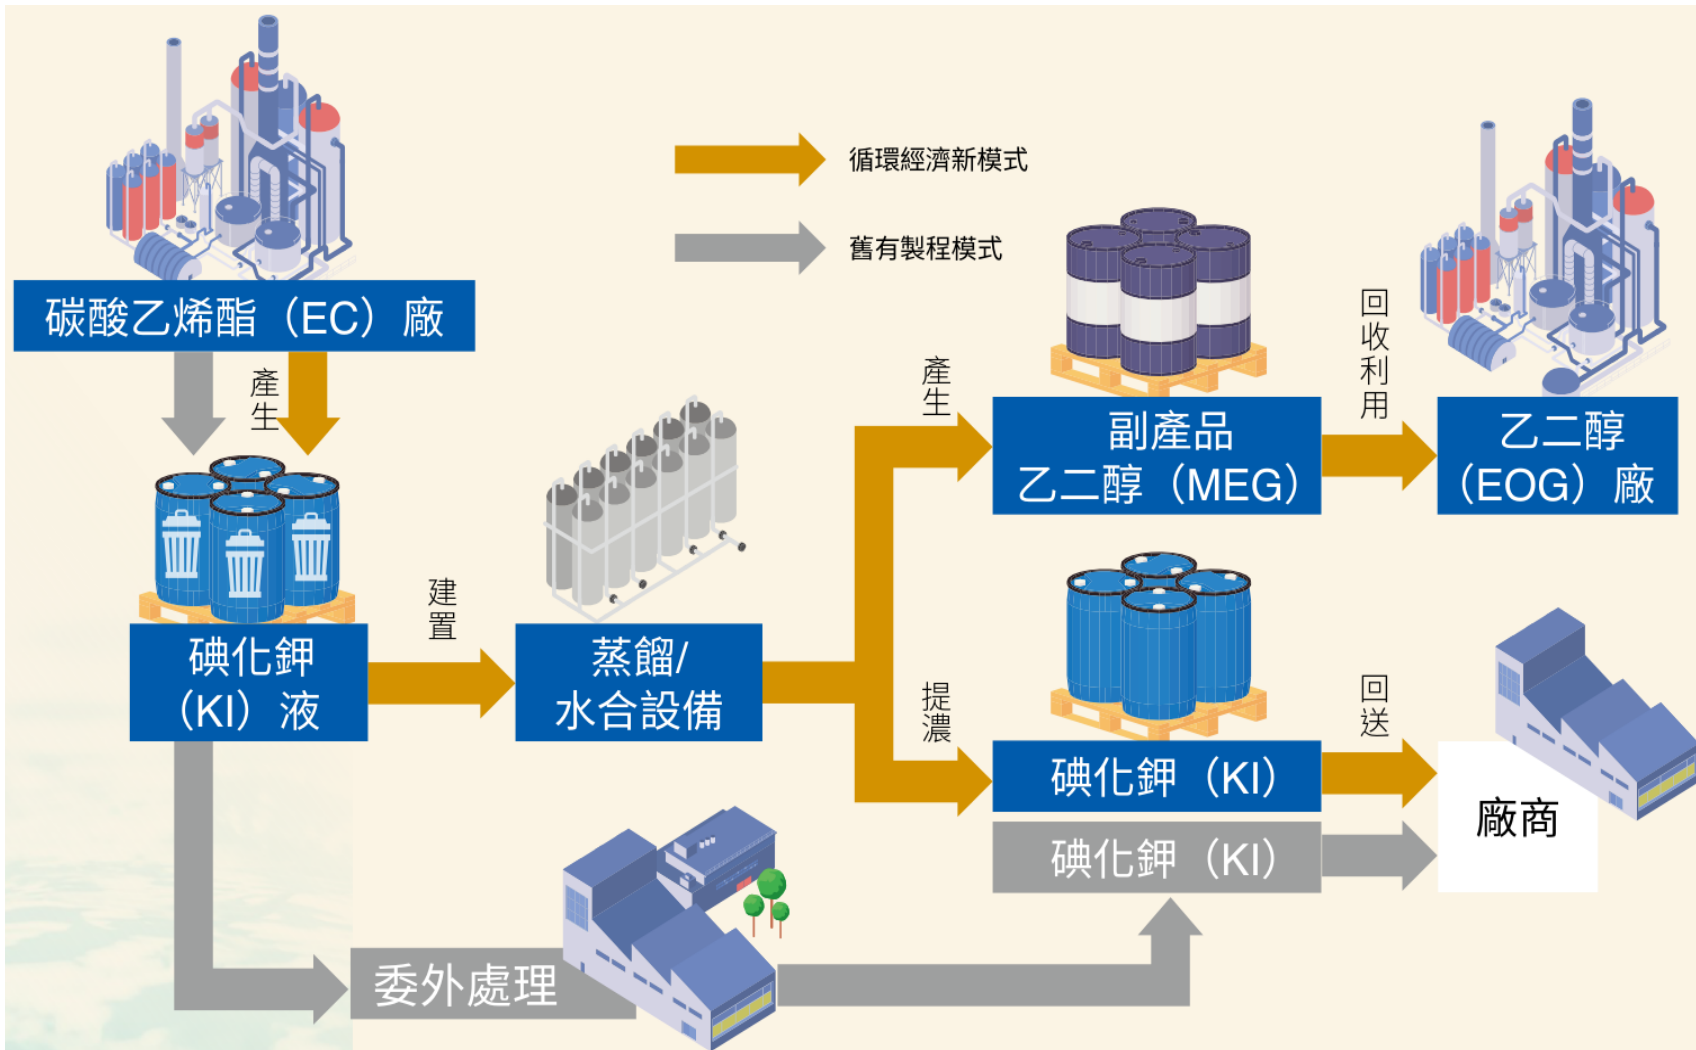 循環經濟新模式
舊有製程模式
碳酸乙烯酯（EC）廠
產生
碘化鉀
（KI）液
建置
蒸餾/
水合設備
產生
副產品
乙二醇（MEG）
回收利用
乙二醇
（EOG）廠
提濃
碘化鉀（KI）
回送
廠商
碘化鉀（KI）
委外處理